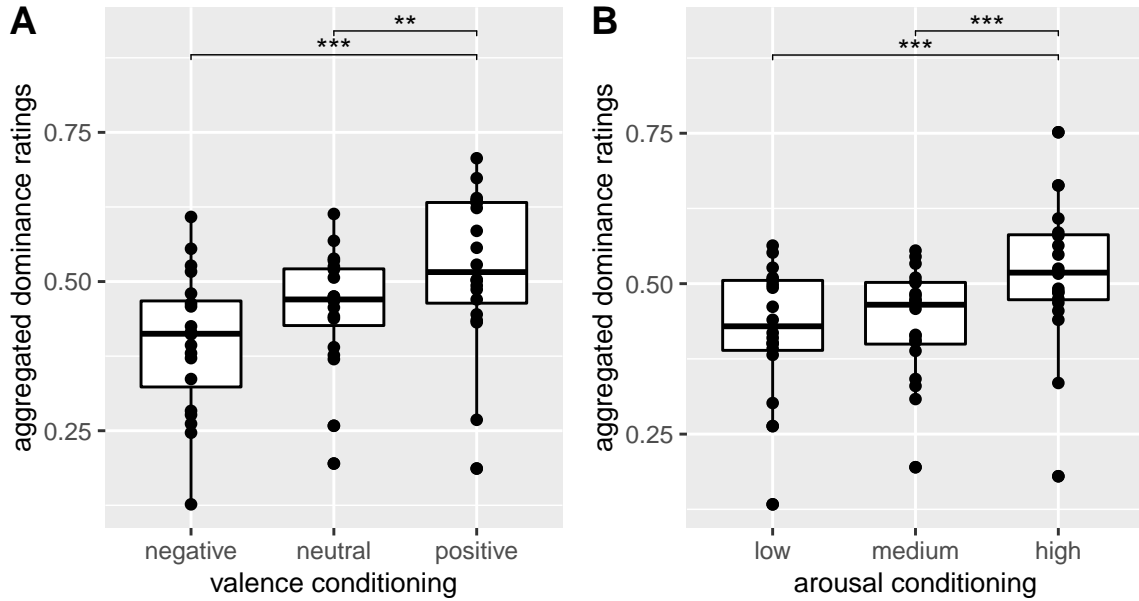 A
**
***
aggregated dominance ratings
0.75
0.50
0.25
negative neutral positive
valence conditioning
B
***
***
aggregated dominance ratings
0.75
0.50
0.25
low medium high
arousal conditioning